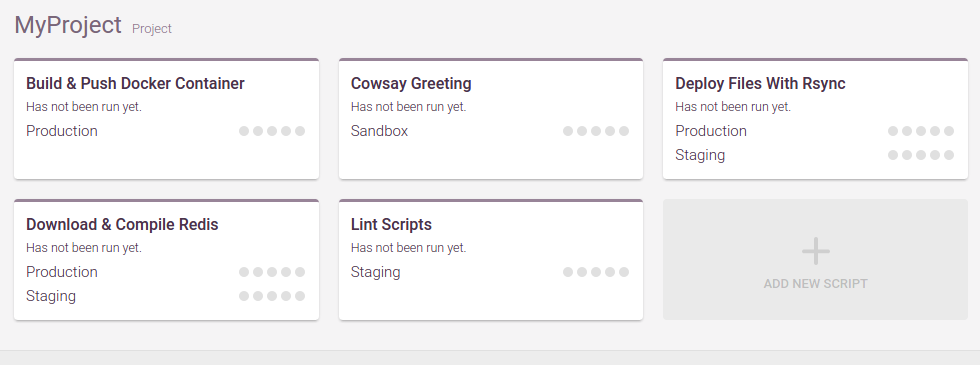 MyProject Project
Build & Push Docker Container
Has not been run yet.
Production
Cowsay Greeting
Has not been run yet.
Sandbox
Deploy Files With Rsync
Has not been run yet.
Production
Staging
Download & Compile Redis
Has not been run yet.
Production
Staging
Lint Scripts
Has not been run yet.
Staging
ADD NEW SCRIPT